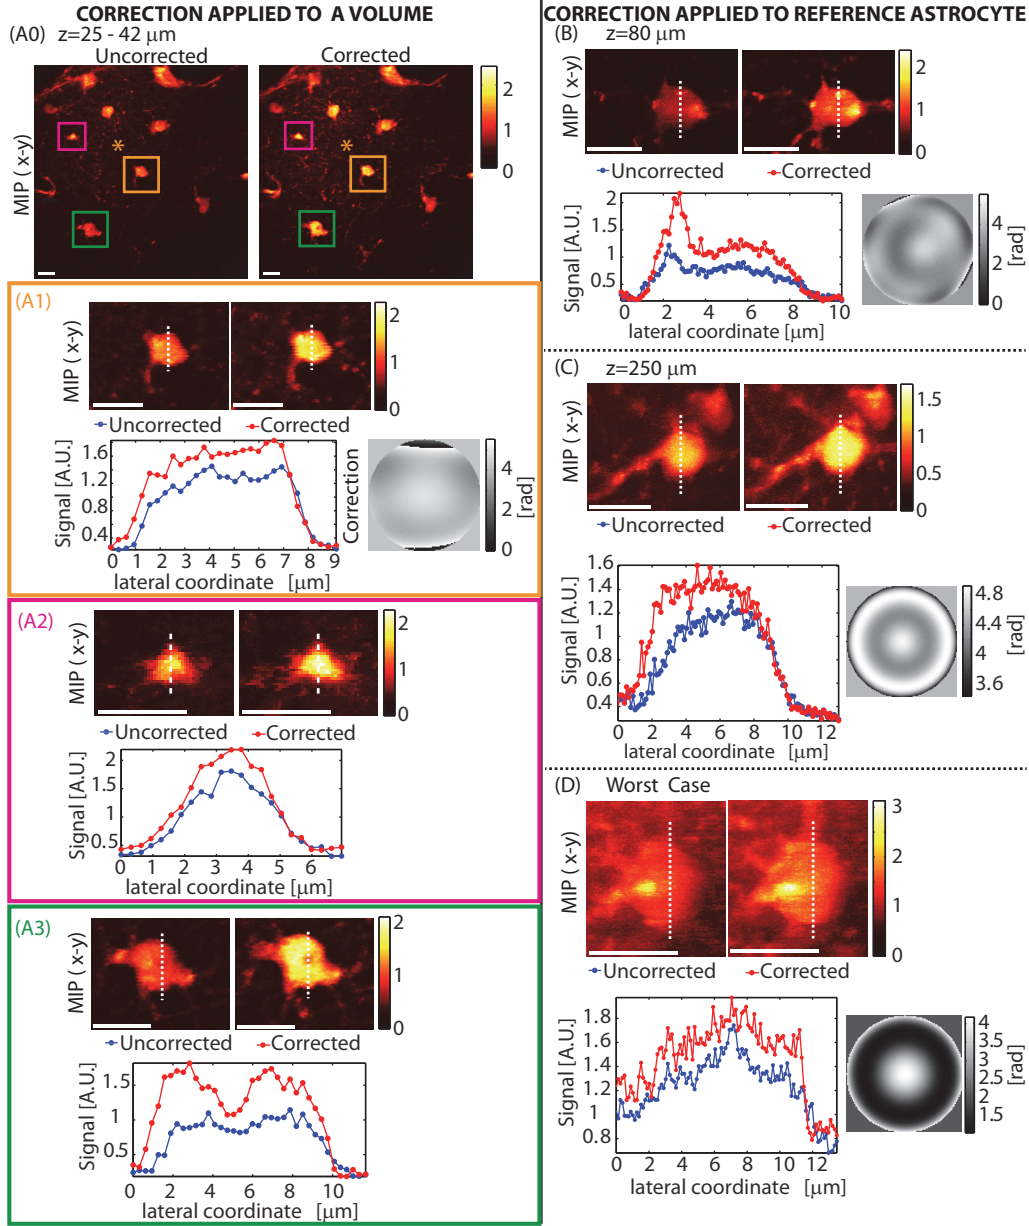 CORRECTION APPLIED TO A VOLUME
(A0) z=25 - 42 μm
Uncorrected Corrected
MIP ( x-y)
*
*
2
1
0
(A1)
MIP ( x-y)
2
1
0
Uncorrected Corrected
Signal [A.U.]
1.6
1.2
0.8
0.4
0 1 2 3 4 5 6 7 8 9
lateral coordinate [μm]
Correction
4
2
0
[rad]
(A2)
MIP ( x-y)
2
1
0
Uncorrected Corrected
Signal [A.U.]
2
1.5
1
0.5
0 1 2 3 4 5 6
lateral coordinate [μm]
(A3)
MIP ( x-y)
2
1
0
Uncorrected Corrected
Signal [A.U.]
1.5
1
0.5
0 2 4 6 8 10
lateral coordinate [μm]
CORRECTION APPLIED TO REFERENCE ASTROCYTE
(B) z=80 μm
MIP ( x-y)
2
1
0
Uncorrected Corrected
Signal [A.U.]
2
1.5
1
0.5
0 2 4 6 8 10
lateral coordinate [μm]
4
2
0
[rad]
(C) z=250 μm
MIP ( x-y)
1.5
1
0.5
0
Uncorrected Corrected
Signal [A.U.]
1.6
1.4
1.2
1.0
0.8
0.6
0.4
0 2 4 6 8 10 12
lateral coordinate [μm]
4.8
4.4
4
3.6
[rad]
(D) Worst Case
MIP ( x-y)
3
2
1
0
Uncorrected Corrected
Signal [A.U.]
1.8
1.6
1.4
1.2
1
0.8
0 2 4 6 8 10 12
lateral coordinate [μm]
4
3.5
3
2.5
2
1.5
[rad]